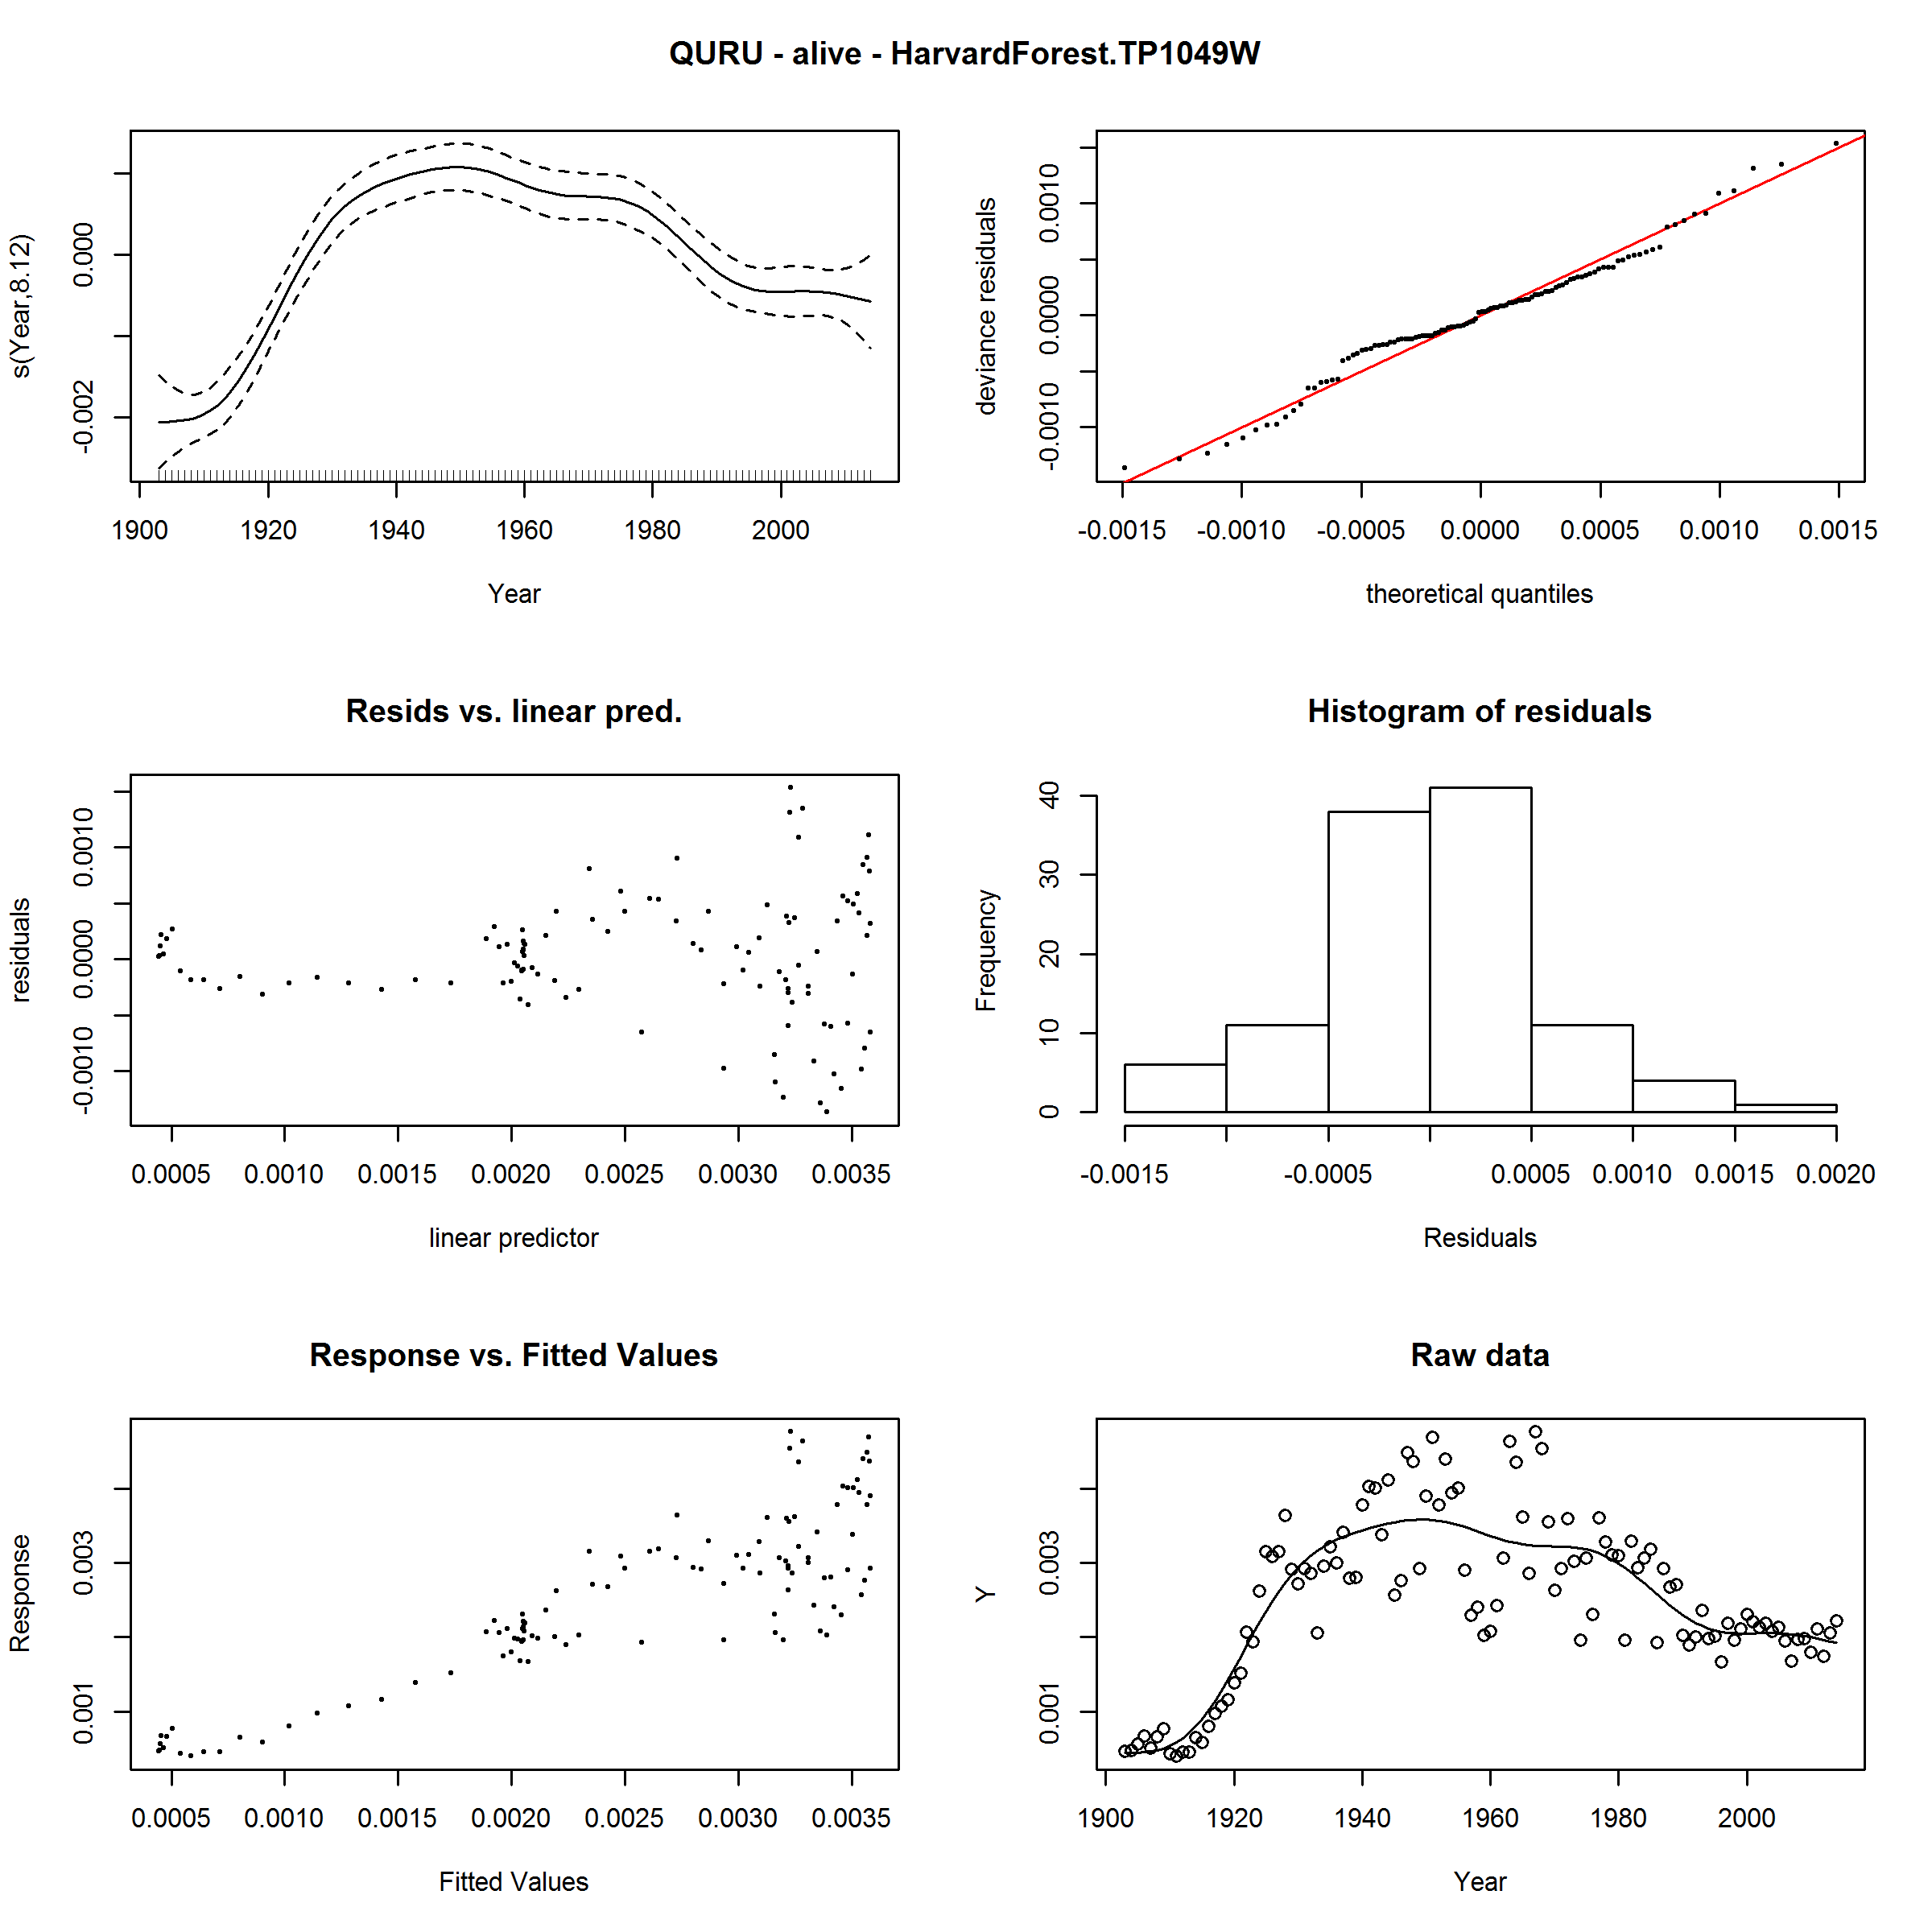 QURU - alive - HarvardForest.TP1049W
s(Year,8.12)
-0.002 0.000
1900 1920 1940 1960 1980 2000
Year
deviance residuals
-0.0010 0.0000 0.0010
-0.0015 -0.0010 -0.0005 0.0000 0.0005 0.0010 0.0015
theoretical quantiles
Resids vs. linear pred.
residuals
-0.0010 0.0000 0.0010
0.0005 0.0010 0.0015 0.0020 0.0025 0.0030 0.0035
linear predictor
Histogram of residuals
Frequency
0 10 20 30 40
-0.0015 -0.0005 0.0005 0.0010 0.0015 0.0020
Residuals
Response vs. Fitted Values
Response
0.001 0.003
0.0005 0.0010 0.0015 0.0020 0.0025 0.0030 0.0035
Fitted Values
Raw data
Y
0.001 0.003
1900 1920 1940 1960 1980 2000
Year